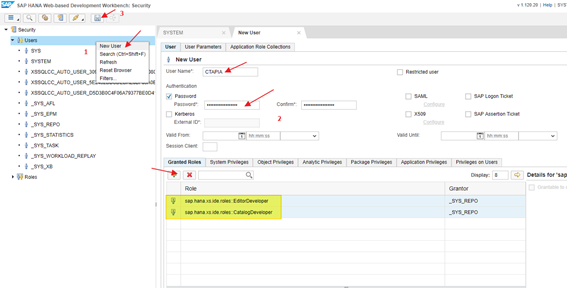 SAP
SAP HANA Web-based Development Workbench: Security
v 1.120.20 | Help | SYS
3
Security
Users
1
SYS
SYSTEM
XSSQLCC_AUTO_USER_
XSSQLCC_AUTO_USER_
XSSQLCC_AUTO_USER_
_SYS_AFL
_SYS_EPM
_SYS_REPO
_SYS_STATISTICS
_SYS_TASK
_SYS_WORKLOAD_REPLAY
_SYS_XB
Roles
New User
Search (Ctrl+Shift+F)
Refresh
Reset Browser
Filters...
SYSTEM
New User
User
User Parameters
Application Role Collections
New User
User Name*:
CTAPIA
Restricted user
Authentication
Password
Password*:
Confirm*:
2
Kerberos
External ID*:
SAML
Configure
SAP Logon Ticket
X509
Configure
SAP Assertion Ticket
Valid From:
hh:mm:ss
Valid Until:
hh:mm:ss
Session Client:
Granted Roles
System Privileges
Object Privileges
Analytic Privileges
Package Privileges
Application Privileges
Privileges on Users
Display:
8
Details for 'sap
Role
Grantor
Grantable to
sap.hana.xs.ide.roles::EditorDeveloper
_SYS_REPO
sap.hana.xs.ide.roles::CatalogDeveloper
_SYS_REPO